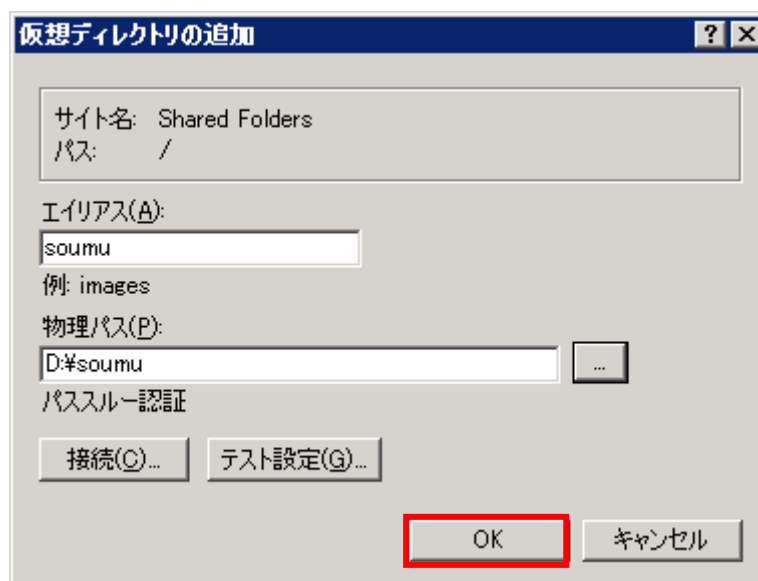 仮想ディレクトリの追加
サイト名: Shared Folders
パス: /
エイリアス(A):
soumu
例: images
物理パス(P):
D:¥soumu
...
パススルー認証
接続(C)... テスト設定(G)...
OK キャンセル